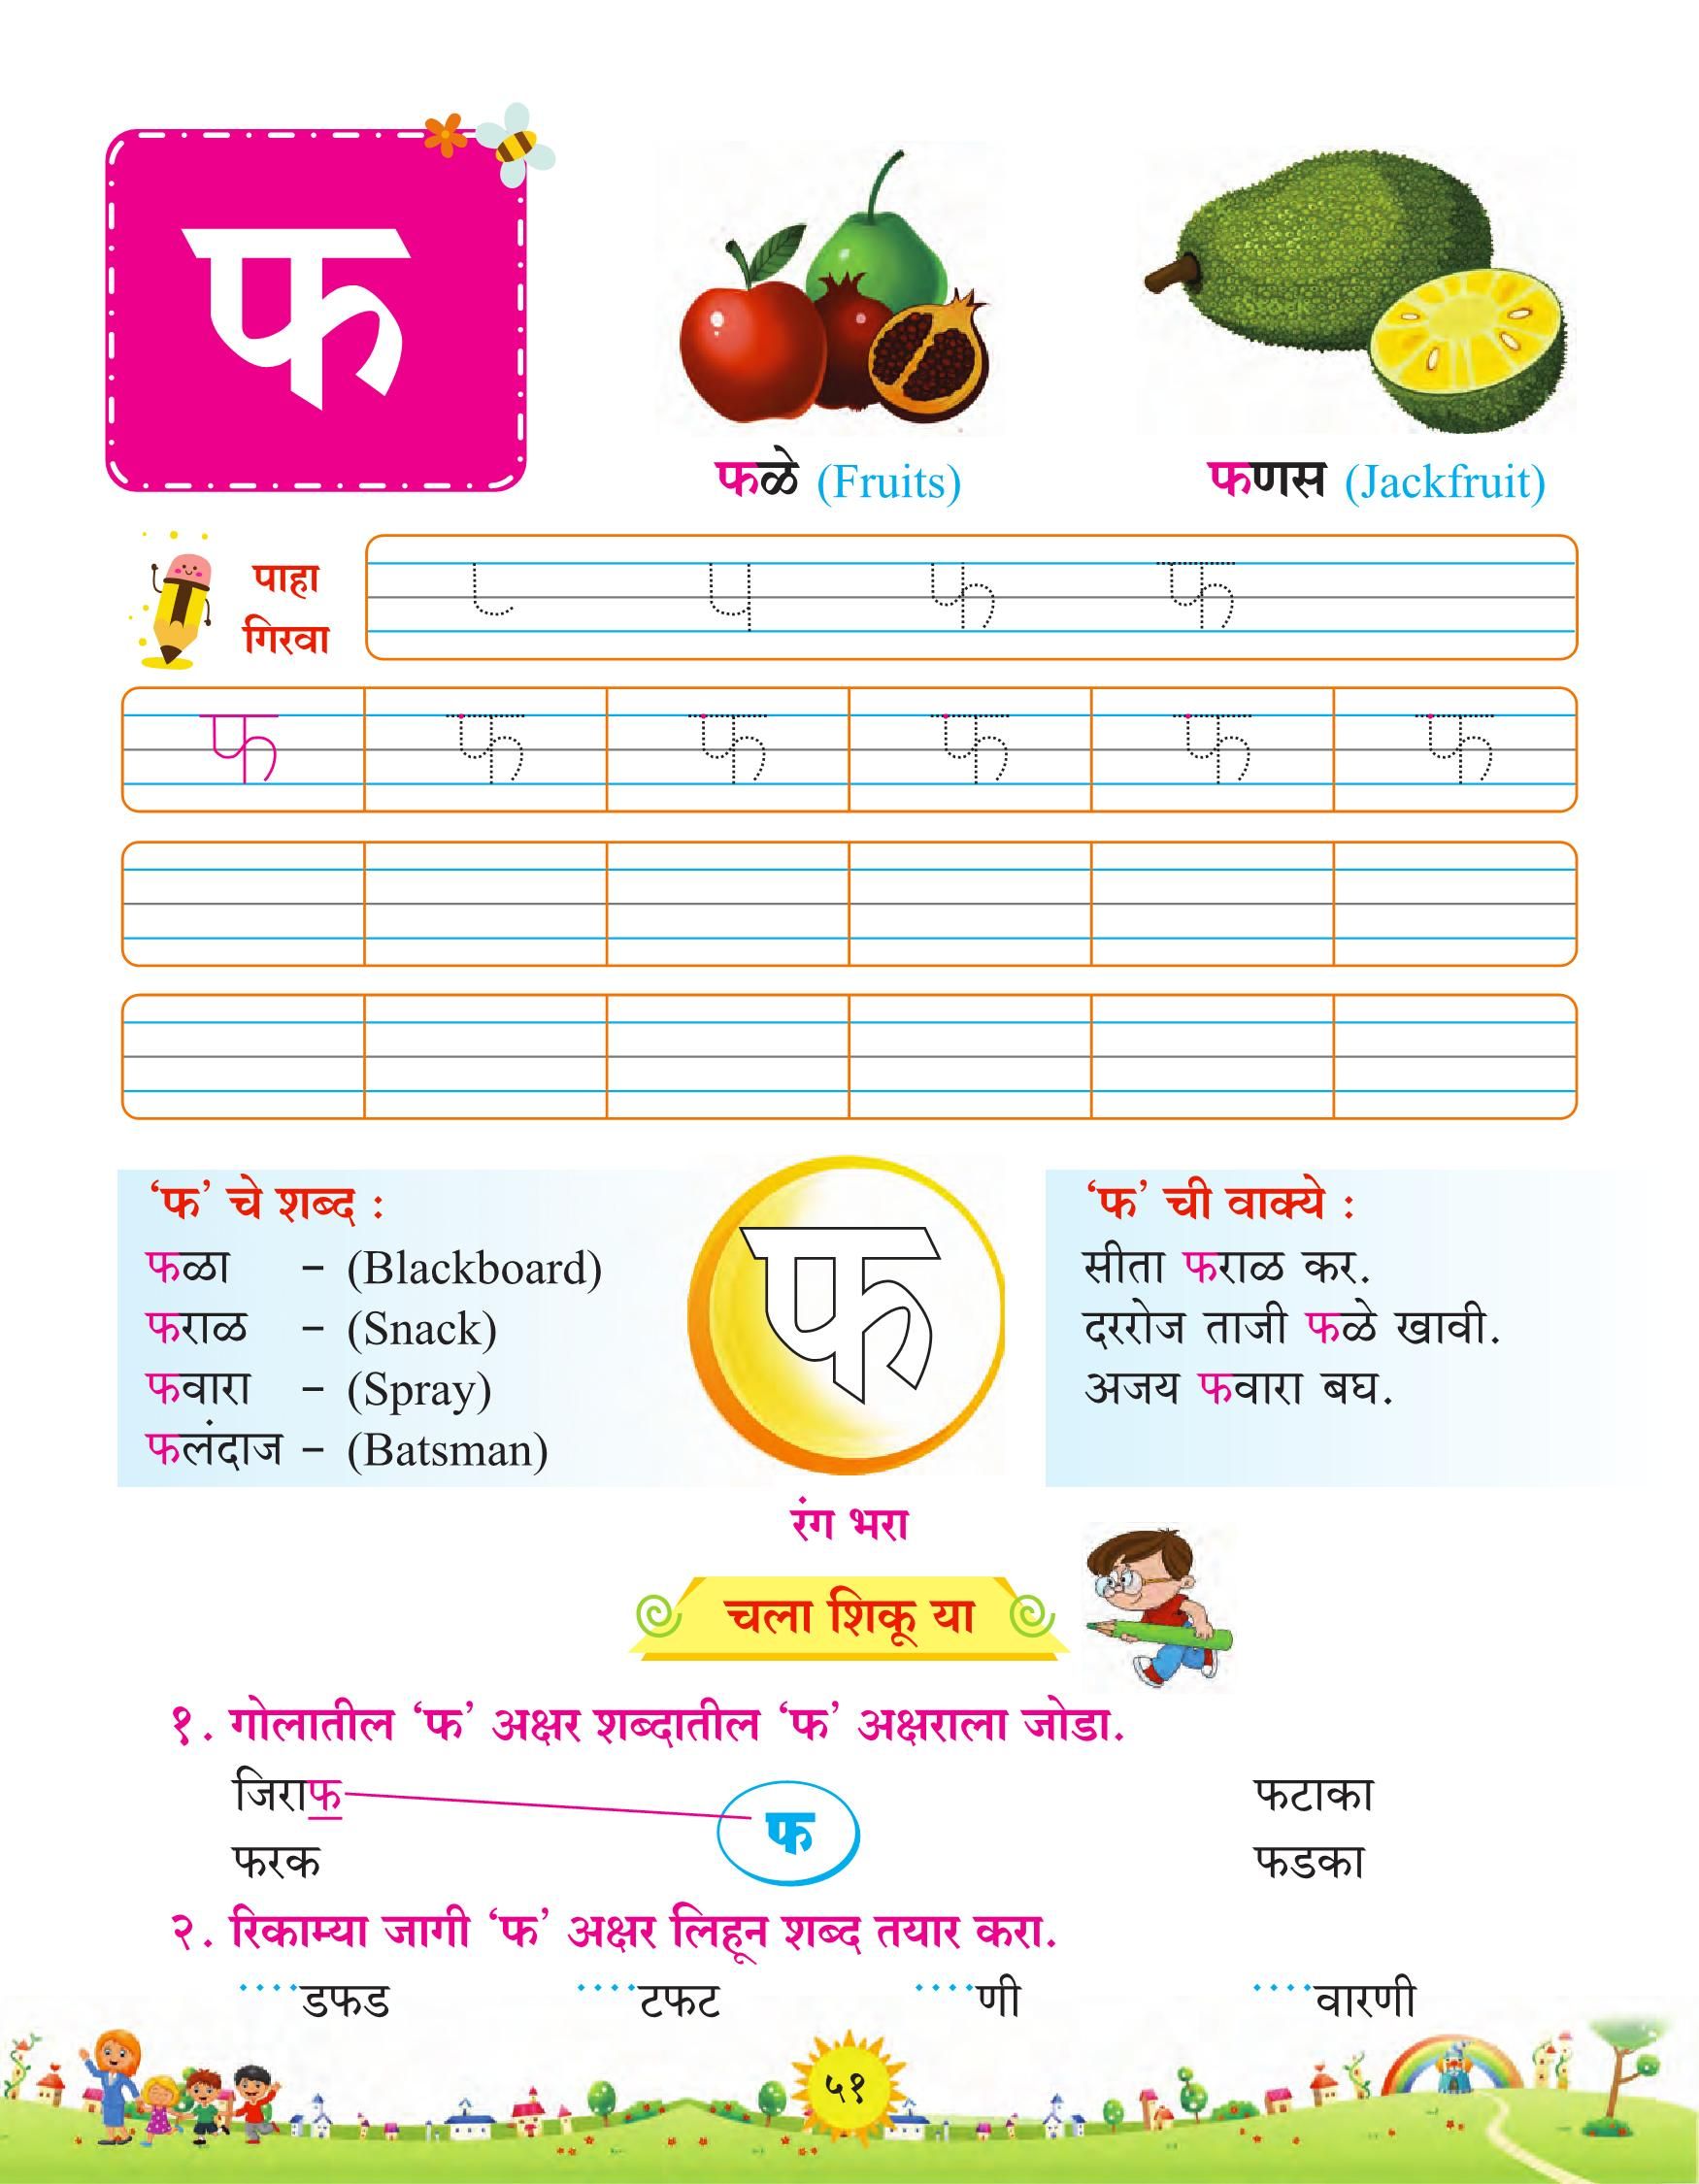 फ
फळे (Fruits)
फणस (Jackfruit)
पाहा
गिरवा
फ
फ फ फ फ फ फ
‘फ’ चे शब्द :
फळा – (Blackboard)
फराळ – (Snack)
फवारा – (Spray)
फलंदाज – (Batsman)
फ
रंग भरा
‘फ’ ची वाक्ये :
सीता फराळ कर.
दररोज ताजी फळे खावी.
अजय फवारा बघ.
चला शिकू या
१. गोलातील ‘फ’ अक्षर शब्दातील ‘फ’ अक्षराला जोडा.
जिराफ फ फटाका
फरक फडका
२. रिकाम्या जागी ‘फ’ अक्षर लिहून शब्द तयार करा.
....डफड ....टफट ....णी ....वारणी
५१